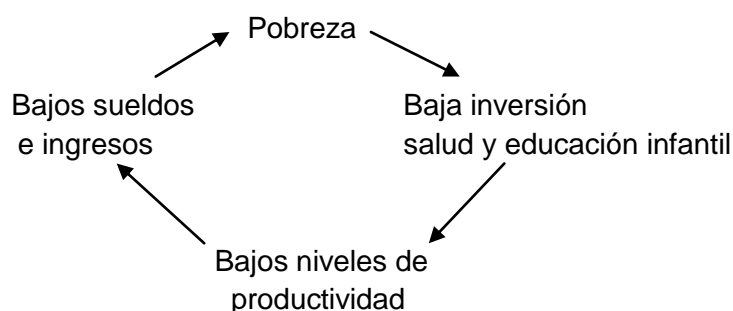 Pobreza
Bajos sueldos
e ingresos
Baja inversión
salud y educación infantil
Bajos niveles de
productividad